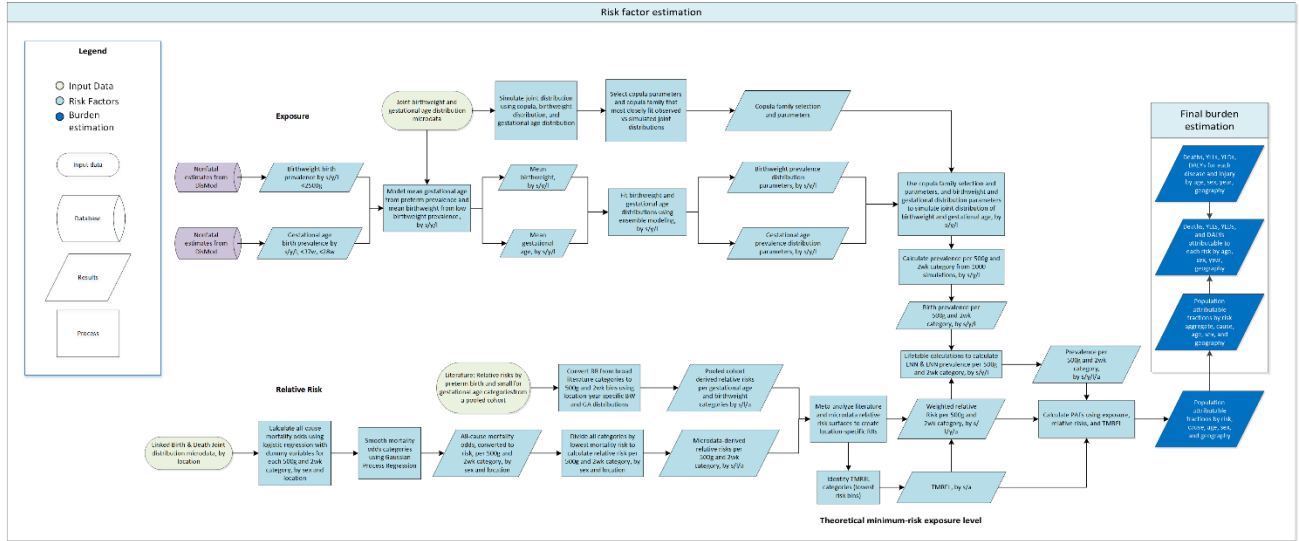 Risk factor estimation
Legend
Input Data
Risk Factors
Burden
estimation
Input data
Database
Results
Process
Exposure
Joint birthweight and
gestational age distribution
microdata
Simulate joint distribution
using copula, birthweight
distribution, and
gestational age distribution
Select copula parameters
and copula family that
most closely fit observed
vs simulated joint
distributions
Copula family selection
and parameters
Nonfatal
estimates from
DisMod
Birthweight birth
prevalence by s/y/l
<2500g
Nonfatal
estimates from
DisMod
Gestational age
birth prevalence by
s/y/l, <37w, <28w
Model mean gestational age
from preterm prevalence and
mean birthweight from low
birthweight prevalence,
by s/y/l
Mean
birthweight,
by s/y/l
Mean
gestational
age, by s/y/l
Fit birthweight and
gestational age
distributions using
ensemble modeling,
by s/y/l
Birthweight prevalence
distribution
parameters, by s/y/l
Gestational age
prevalence distribution
parameters, by s/y/l
Use copula family selection and
parameters, and birthweight and
gestational distribution parameters
to simulate joint distribution of
birthweight and gestational age, by
s/y/l
Calculate prevalence per 500g and
2wk category from 1000
simulations, by s/y/l
Birth prevalence per
500g and 2wk
category, by s/y/l
Lifetable calculations to calculate
ENN & LNN prevalence per 500g
and 2wk category, by s/y/l
Prevalence per
500g and 2wk
category,
by s/y/l/a
Relative Risk
Literature: Relative risks by
preterm birth and small for
gestational age categories from
a pooled cohort
Convert RR from broad
literature categories to
500g and 2wk bins using
location year specific BW
and GA distributions
Pooled cohort
derived relative risks
per gestational age
and birthweight
categories by s/l/a
Linked Birth & Death Joint
distribution microdata, by
location
Calculate all cause
mortality odds using
logistic regression with
dummy variables for
each 500g and 2wk
category, by sex and
location
Smooth mortality
odds categories
using Gaussian
Process Regression
All-cause mortality
odds, converted to
risk, per 500g and
2wk category, by
sex and location
Divide all categories by
lowest mortality risk to
calculate relative risk per
500g and 2wk category,
by sex and location
Microdata-derived
relative risks per
500g and 2wk
category, by s/l/a
Meta-analyze literature
and microdata relative
risk surfaces to create
location-specific RRs
Weighted relative
Risk per 500g and
2wk category, by s/
l/y/a
Identify TMREL
categories (lowest
risk bins)
TMREL, by s/a
Theoretical minimum-risk exposure level
Calculate PAFs using exposure,
relative risks, and TMREL
Population
attributable
fractions by risk,
cause, age, sex,
and geography
Final burden
estimation
Deaths, YLLs, YLDs,
DALYs for each
disease and injury
by age, sex, year,
geography
Deaths, YLLs, YLDs,
and DALYs
attributable to
each risk by age,
sex, year,
geography
Population
attributable
fractions by risk
aggregate, cause,
age, sex, and
geography